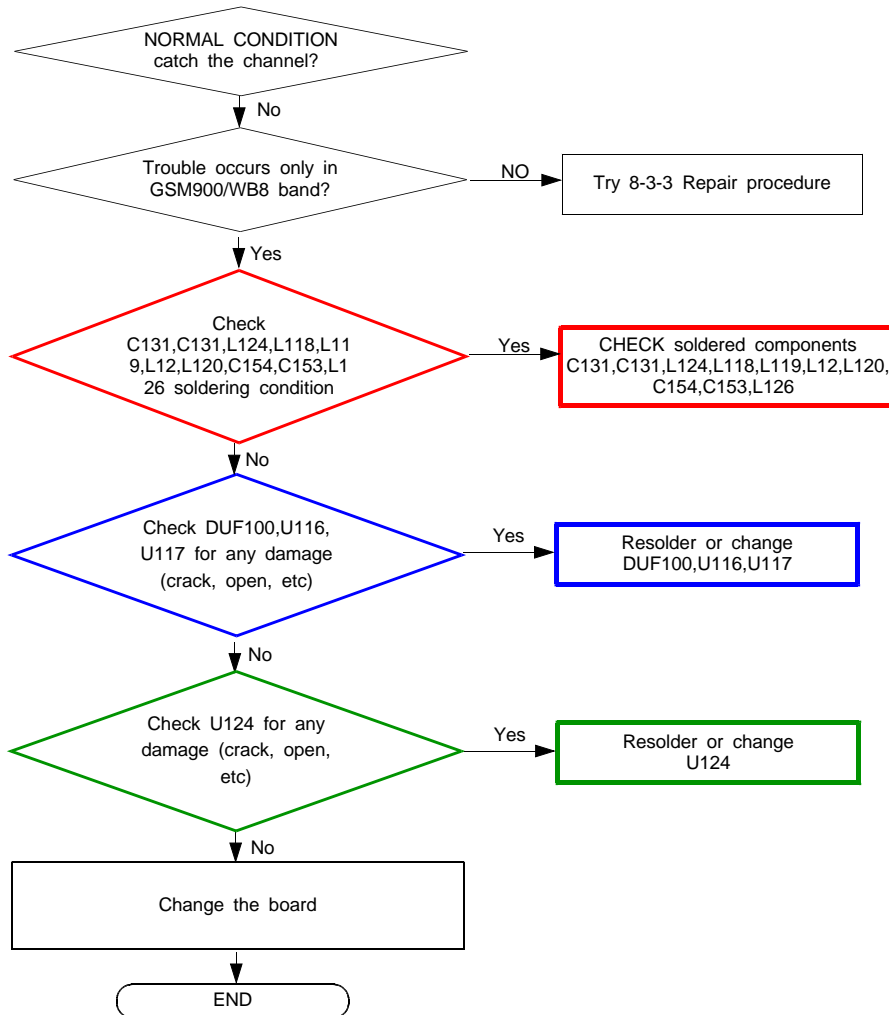 NORMAL CONDITION
catch the channel?
No
Trouble occurs only in
GSM900/WB8 band?
NO
Try 8-3-3 Repair procedure
Yes
Check
C131,C131,L124,L118,L11
9,L12,L120,C154,C153,L1
26 soldering condition
Yes
CHECK soldered components
C131,C131,L124,L118,L119,L12,L120,
C154,C153,L126
No
Check DUF100,U116,
U117 for any damage
(crack, open, etc)
Yes
Resolder or change
DUF100,U116,U117
No
Check U124 for any
damage (crack, open,
etc)
Yes
Resolder or change
U124
No
Change the board
END